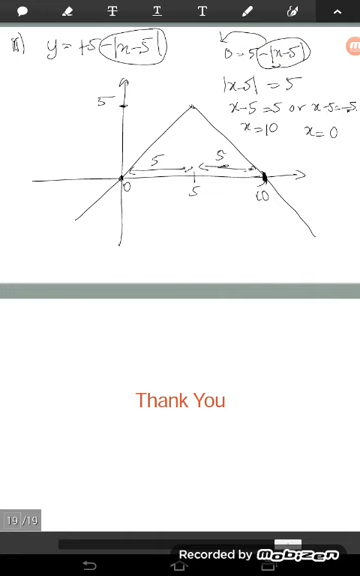 T T T
ii) y = +5 - |x-5|
0 = 5 - |x-5|
|x-5| = 5
x-5 = 5 or x-5 = -5
x = 10 x = 0
5
5 5
0 5 10
Thank You
19 /19
Recorded by mobizen